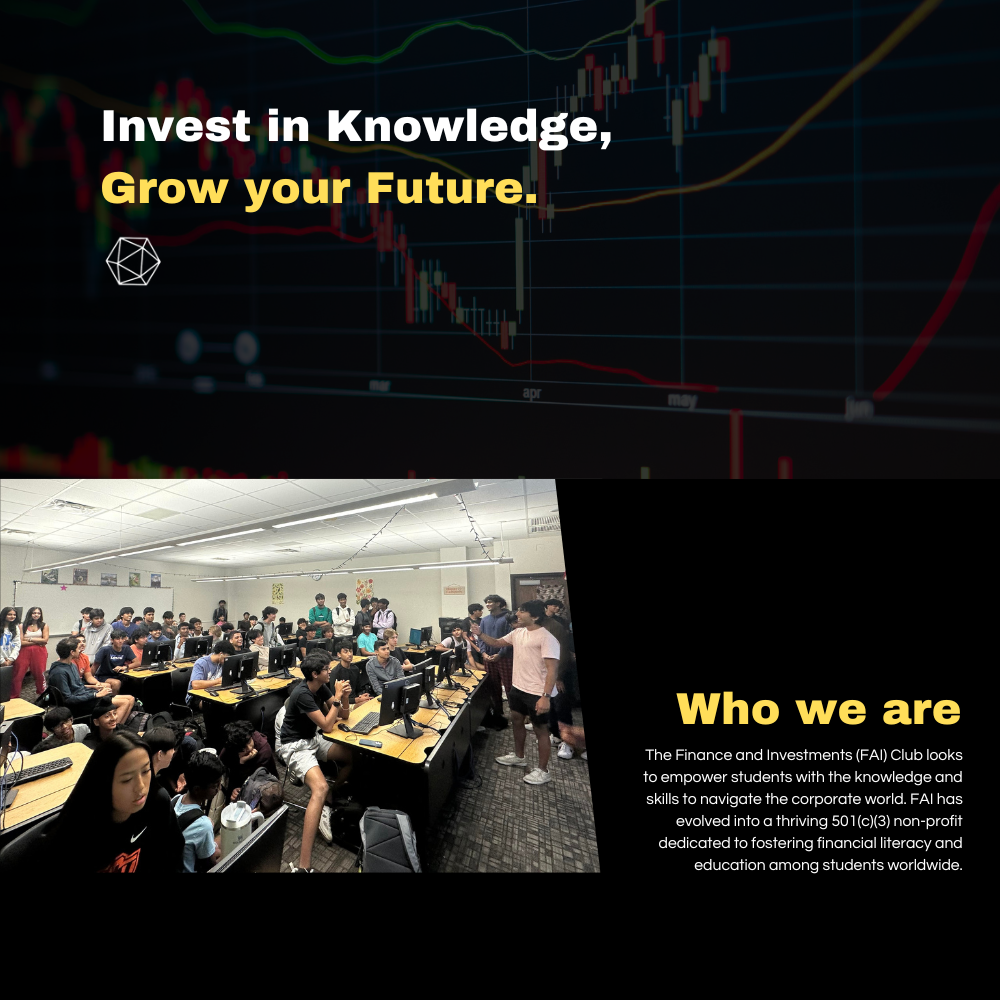 Invest in Knowledge,
Grow your Future.
apr
may
jun
Who we are
The Finance and Investments (FAI) Club looks
to empower students with the knowledge and
skills to navigate the corporate world. FAI has
evolved into a thriving 501(c)(3) non-profit
dedicated to fostering financial literacy and
education among students worldwide.